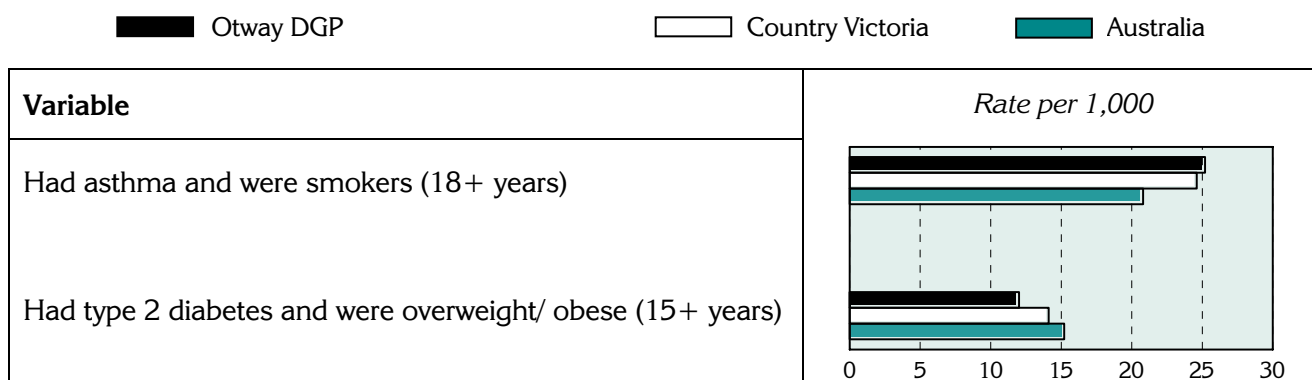 Otway DGP Country Victoria Australia
Variable Rate per 1,000
Had asthma and were smokers (18+ years)
Had type 2 diabetes and were overweight/ obese (15+ years)
0 5 10 15 20 25 30